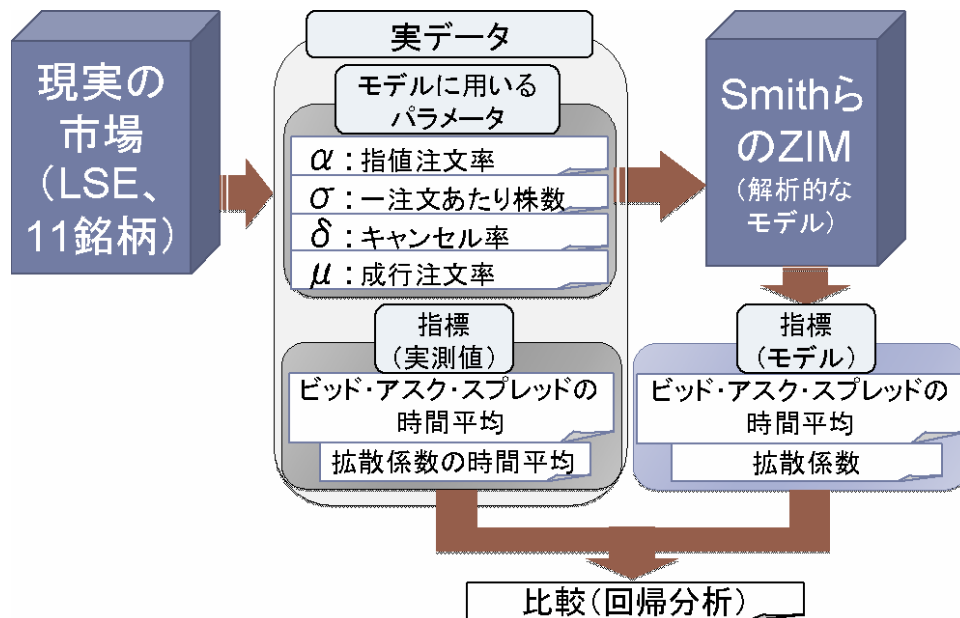 現実の
市場
(LSE、
11銘柄)
実データ
モデルに用いる
パラメータ
α：指値注文率
σ：一注文あたり株数
δ：キャンセル率
μ：成行注文率
指標
(実測値)
ビッド・アスク・スプレッドの
時間平均
拡散係数の時間平均
Smithら
のZIM
(解析的な
モデル)
指標
(モデル)
ビッド・アスク・スプレッドの
時間平均
拡散係数
比較(回帰分析)